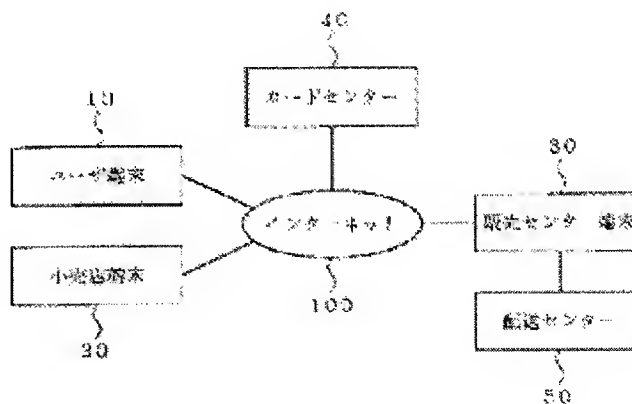 40
カードセンター
10
ユーザ端末
30
インターネット
販売センター端末
小売店端末
100
20
配送センター
50